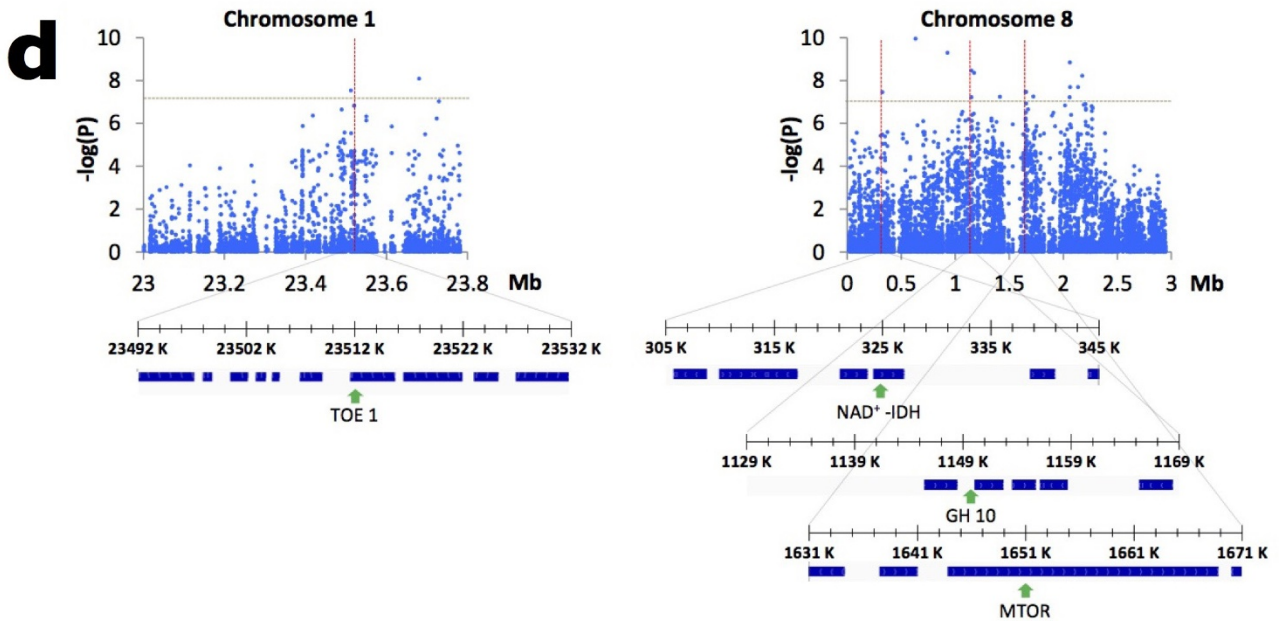 d
Chromosome 1
10
8
6
4
2
0
-log(P)
23 23.2 23.4 23.6 23.8 Mb
23492 K 23502 K 23512 K 23522 K 23532 K
TOE 1
Chromosome 8
10
8
6
4
2
0
-log(P)
0 0.5 1 1.5 2 2.5 3 Mb
305 K 315 K 325 K 335 K 345 K
NAD⁺ -IDH
1129 K 1139 K 1149 K 1159 K 1169 K
GH 10
1631 K 1641 K 1651 K 1661 K 1671 K
MTOR